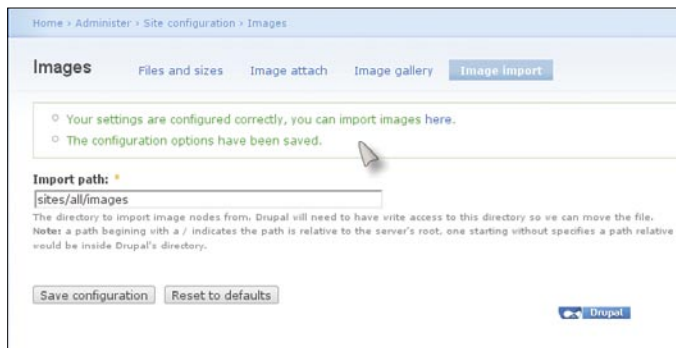 Home › Administer › Site configuration › Images
Images Files and sizes Image attach Image gallery Image import
Your settings are configured correctly, you can import images here.
The configuration options have been saved.
Import path: *
sites/all/images
The directory to import image nodes from. Drupal will need to have write access to this directory so we can move the file.
Note: a path begining with a / indicates the path is relative to the server's root, one starting without specifies a path relative
would be inside Drupal's directory.
Save configuration Reset to defaults
Drupal